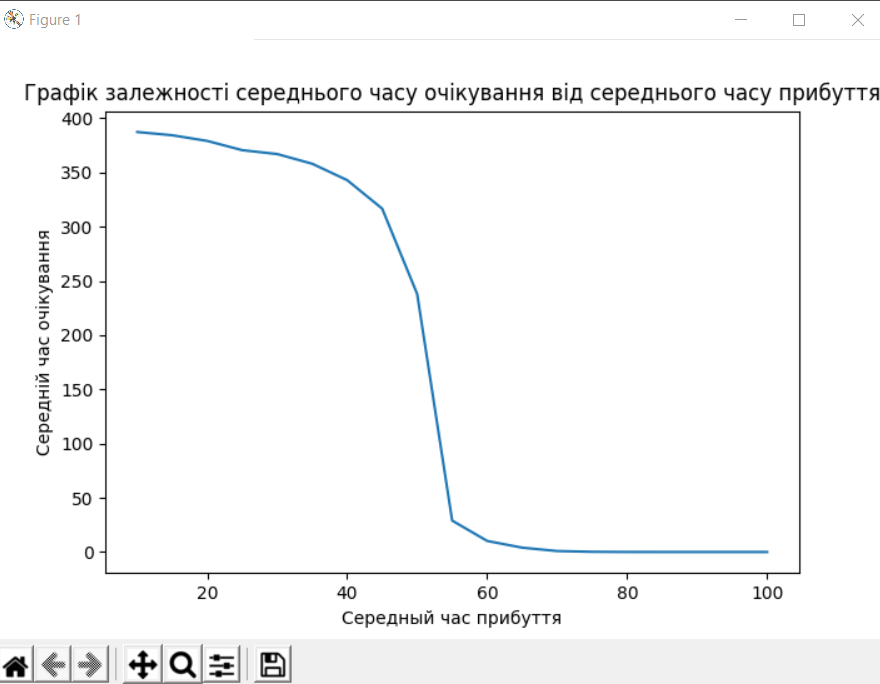 Figure 1
Графік залежності середнього часу очікування від середнього часу прибуття
400
350
300
250
200
150
100
50
0
Середній час очікування
20 40 60 80 100
Середный час прибуття